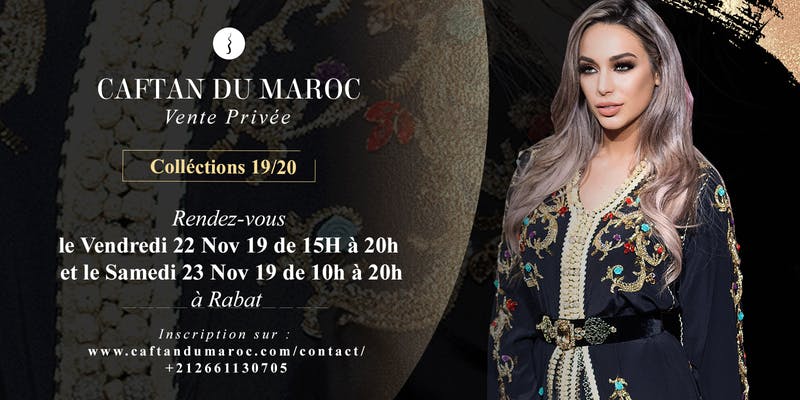 CAFTAN DU MAROC
Vente Privée
Colléctions 19/20
Rendez-vous
le Vendredi 22 Nov 19 de 15H à 20h
et le Samedi 23 Nov 19 de 10h à 20h
à Rabat
Inscription sur :
www.caftandumaroc.com/contact/
+212661130705